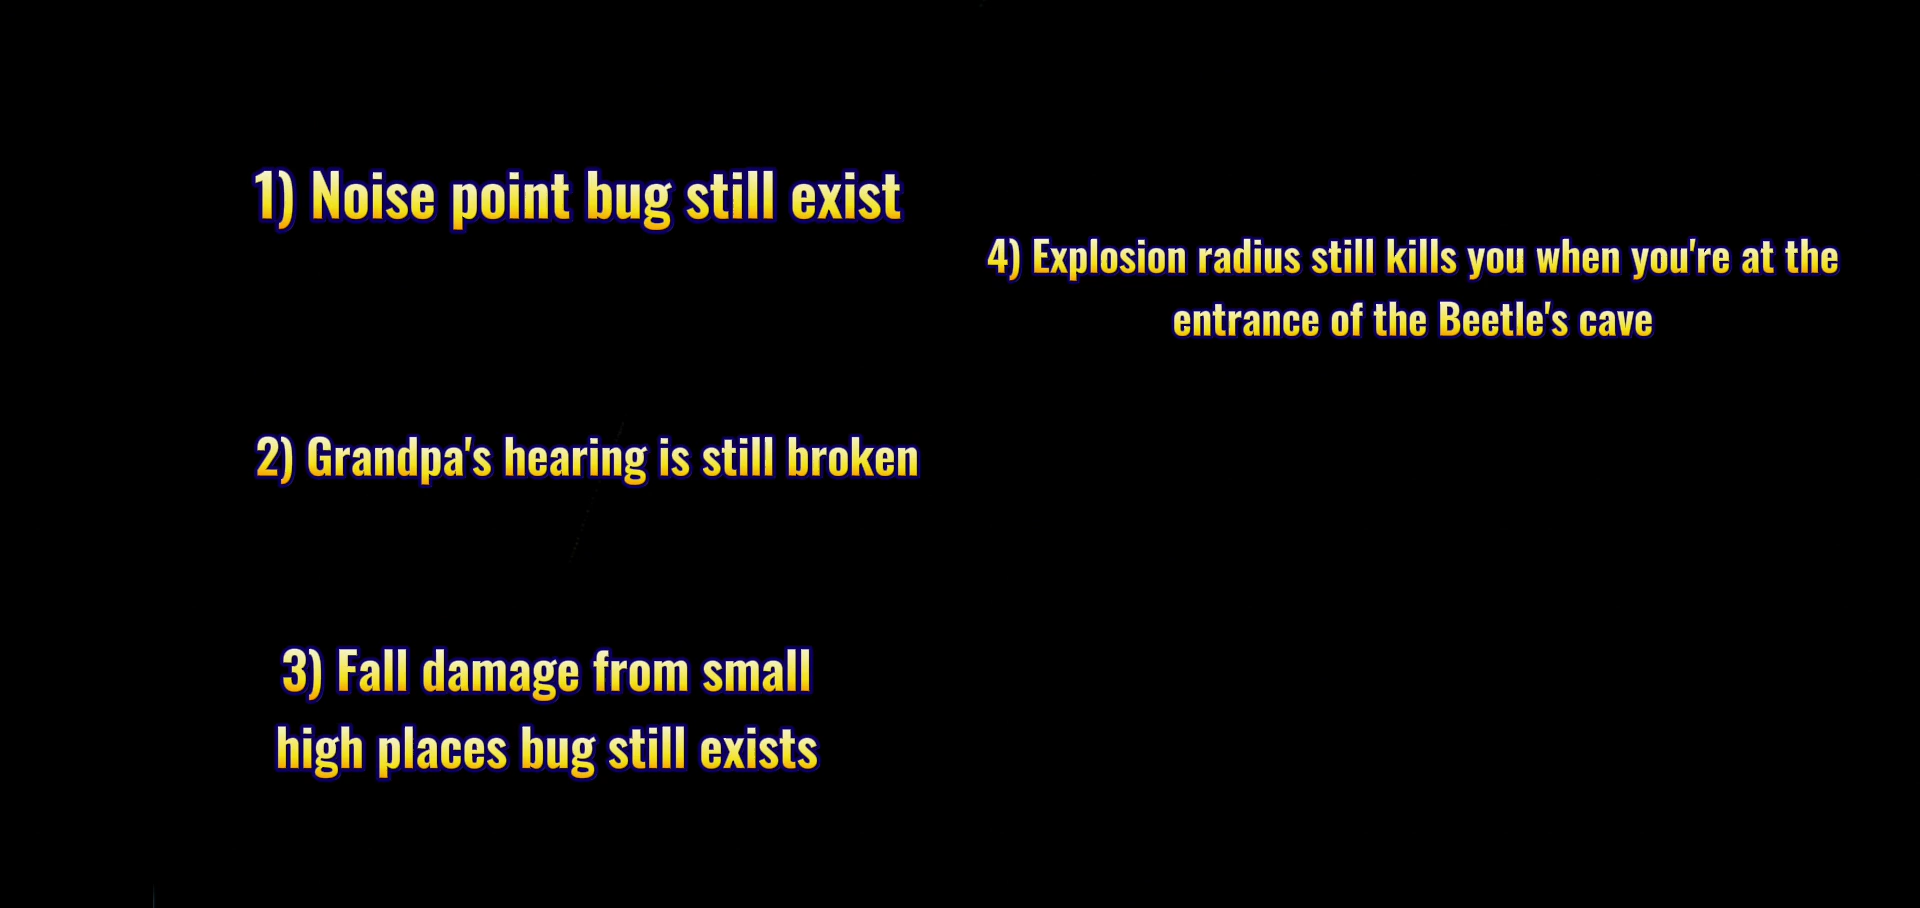 1) Noise point bug still exist
2) Grandpa's hearing is still broken
3) Fall damage from small
high places bug still exists
4) Explosion radius still kills you when you're at the
entrance of the Beetle's cave